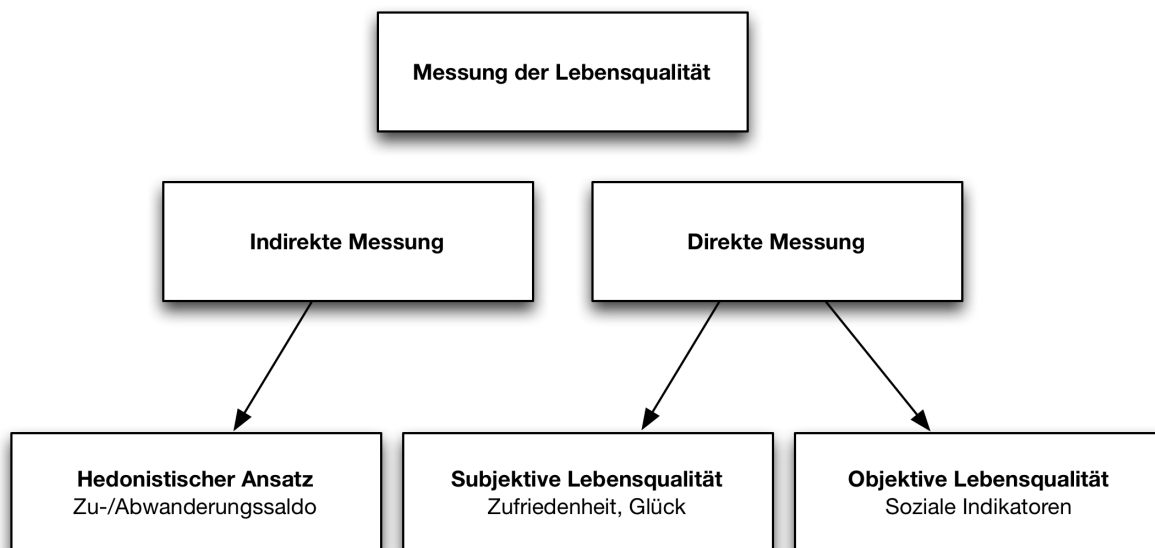 Messung der Lebensqualität
Indirekte Messung
Direkte Messung
Hedonistischer Ansatz
Zu-/Abwanderungssaldo
Subjektive Lebensqualität
Zufriedenheit, Glück
Objektive Lebensqualität
Soziale Indikatoren